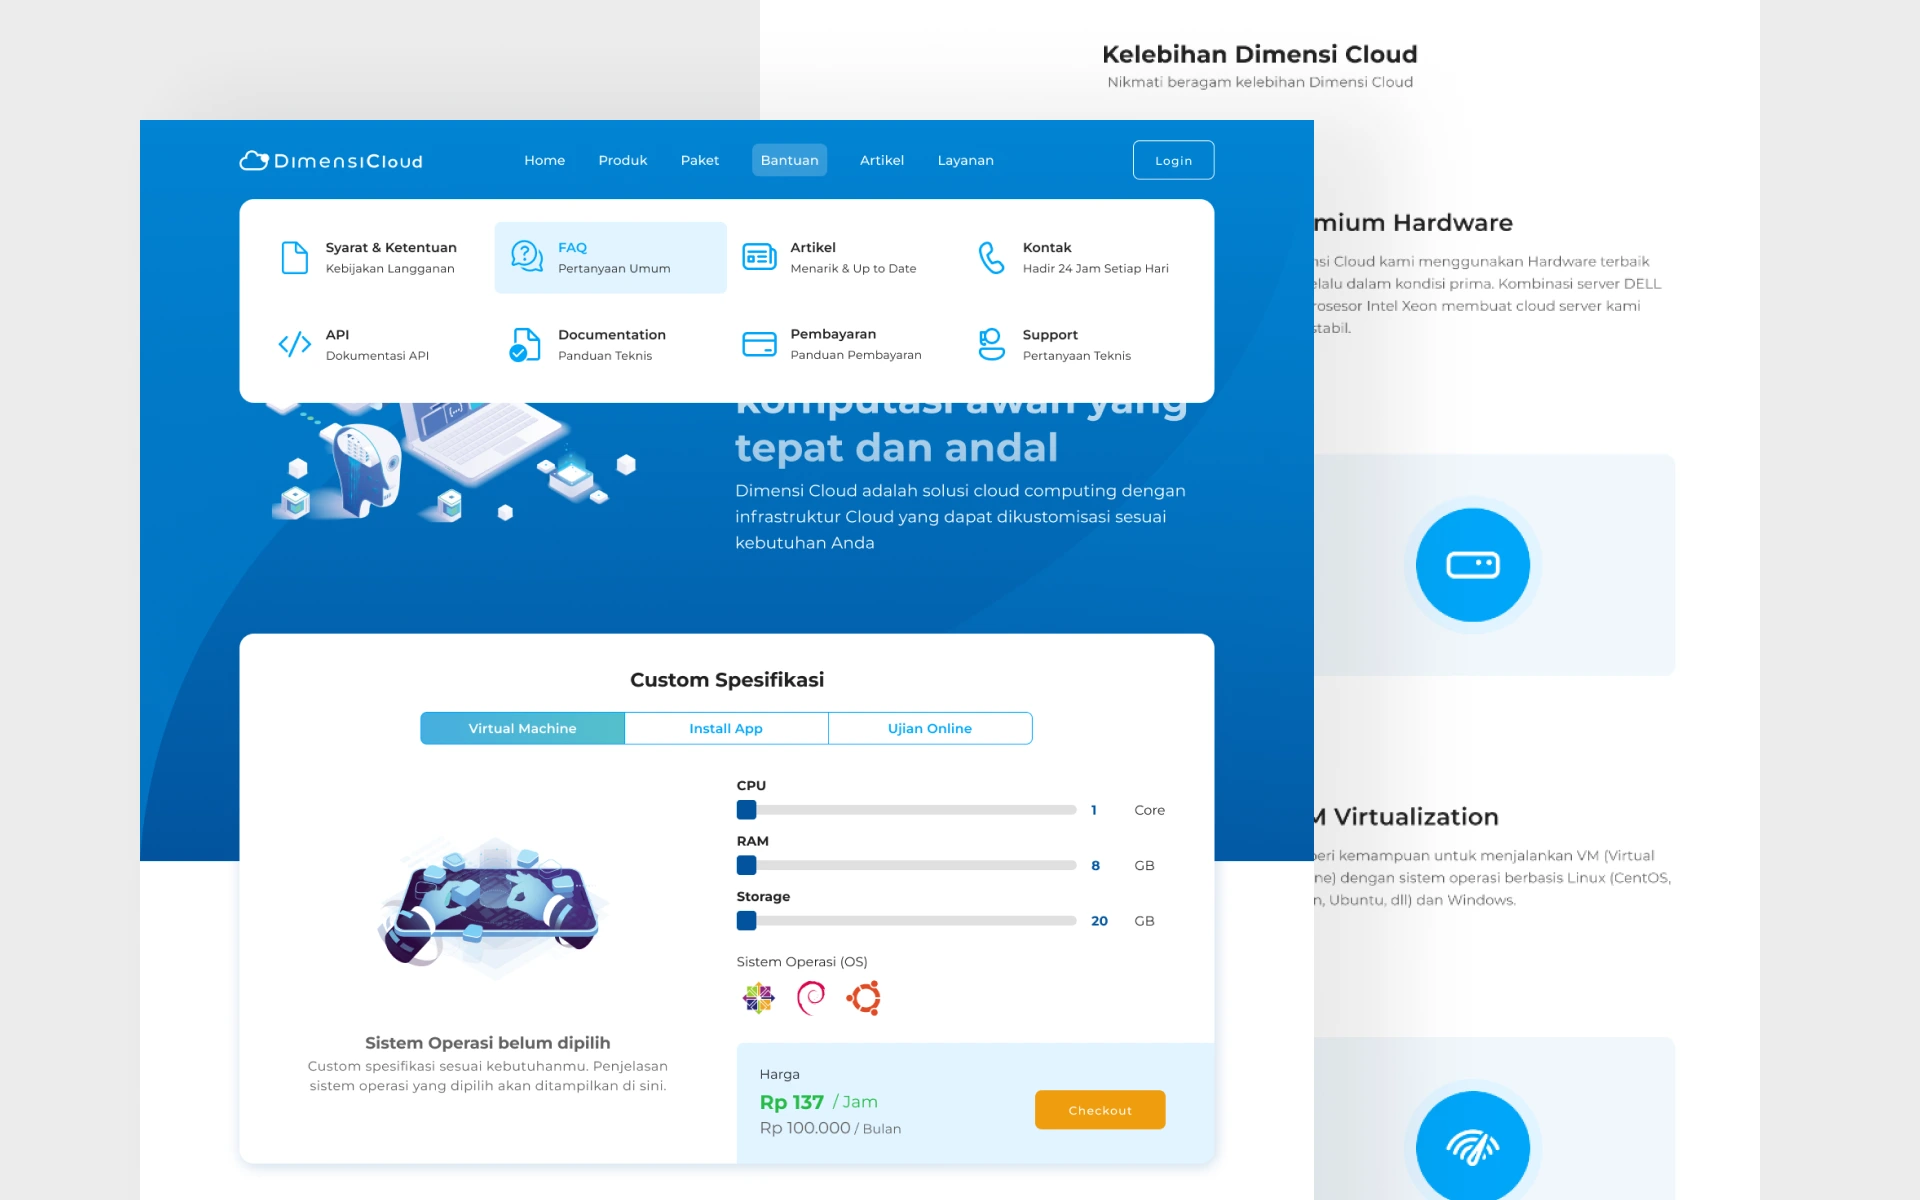 Kelebihan Dimensi Cloud
Nikmati beragam kelebihan Dimensi Cloud
DimensiCloud
Home
Produk
Paket
Bantuan
Artikel
Layanan
Login
Syarat & Ketentuan
Kebijakan Langganan
FAQ
Pertanyaan Umum
Artikel
Menarik & Up to Date
Kontak
Hadir 24 Jam Setiap Hari
API
Dokumentasi API
Documentation
Panduan Teknis
Pembayaran
Panduan Pembayaran
Support
Pertanyaan Teknis
komputasi awan yang
tepat dan andal
Dimensi Cloud adalah solusi cloud computing dengan
infrastruktur Cloud yang dapat dikustomisasi sesuai
kebutuhan Anda
Custom Spesifikasi
Virtual Machine
Install App
Ujian Online
CPU
1 Core
RAM
8 GB
Storage
20 GB
Sistem Operasi (OS)
Sistem Operasi belum dipilih
Custom spesifikasi sesuai kebutuhanmu. Penjelasan
sistem operasi yang dipilih akan ditampilkan di sini.
Harga
Rp 137 / Jam
Rp 100.000 / Bulan
Checkout
mium Hardware
nsi Cloud kami menggunakan Hardware terbaik
elalu dalam kondisi prima. Kombinasi server DELL
rosesor Intel Xeon membuat cloud server kami
stabil.
M Virtualization
beri kemampuan untuk menjalankan VM (Virtual
ne) dengan sistem operasi berbasis Linux (CentOS,
n, Ubuntu, dll) dan Windows.